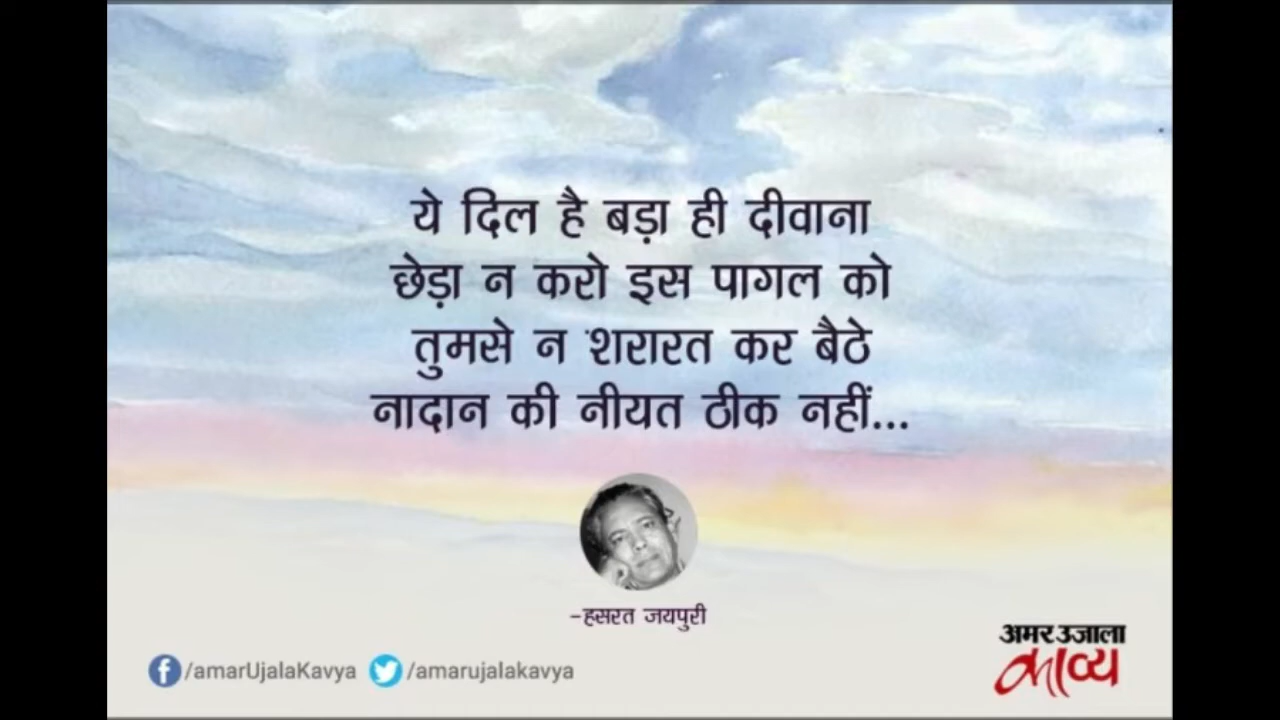 ये दिल है बड़ा ही दीवाना
छेड़ा न करो इस पागल को
तुमसे न शरारत कर बैठे
नादान की नीयत ठीक नहीं...
-हसरत जयपुरी
/amarUjalaKavya /amarujalakavya
अमर उजाला
काव्य